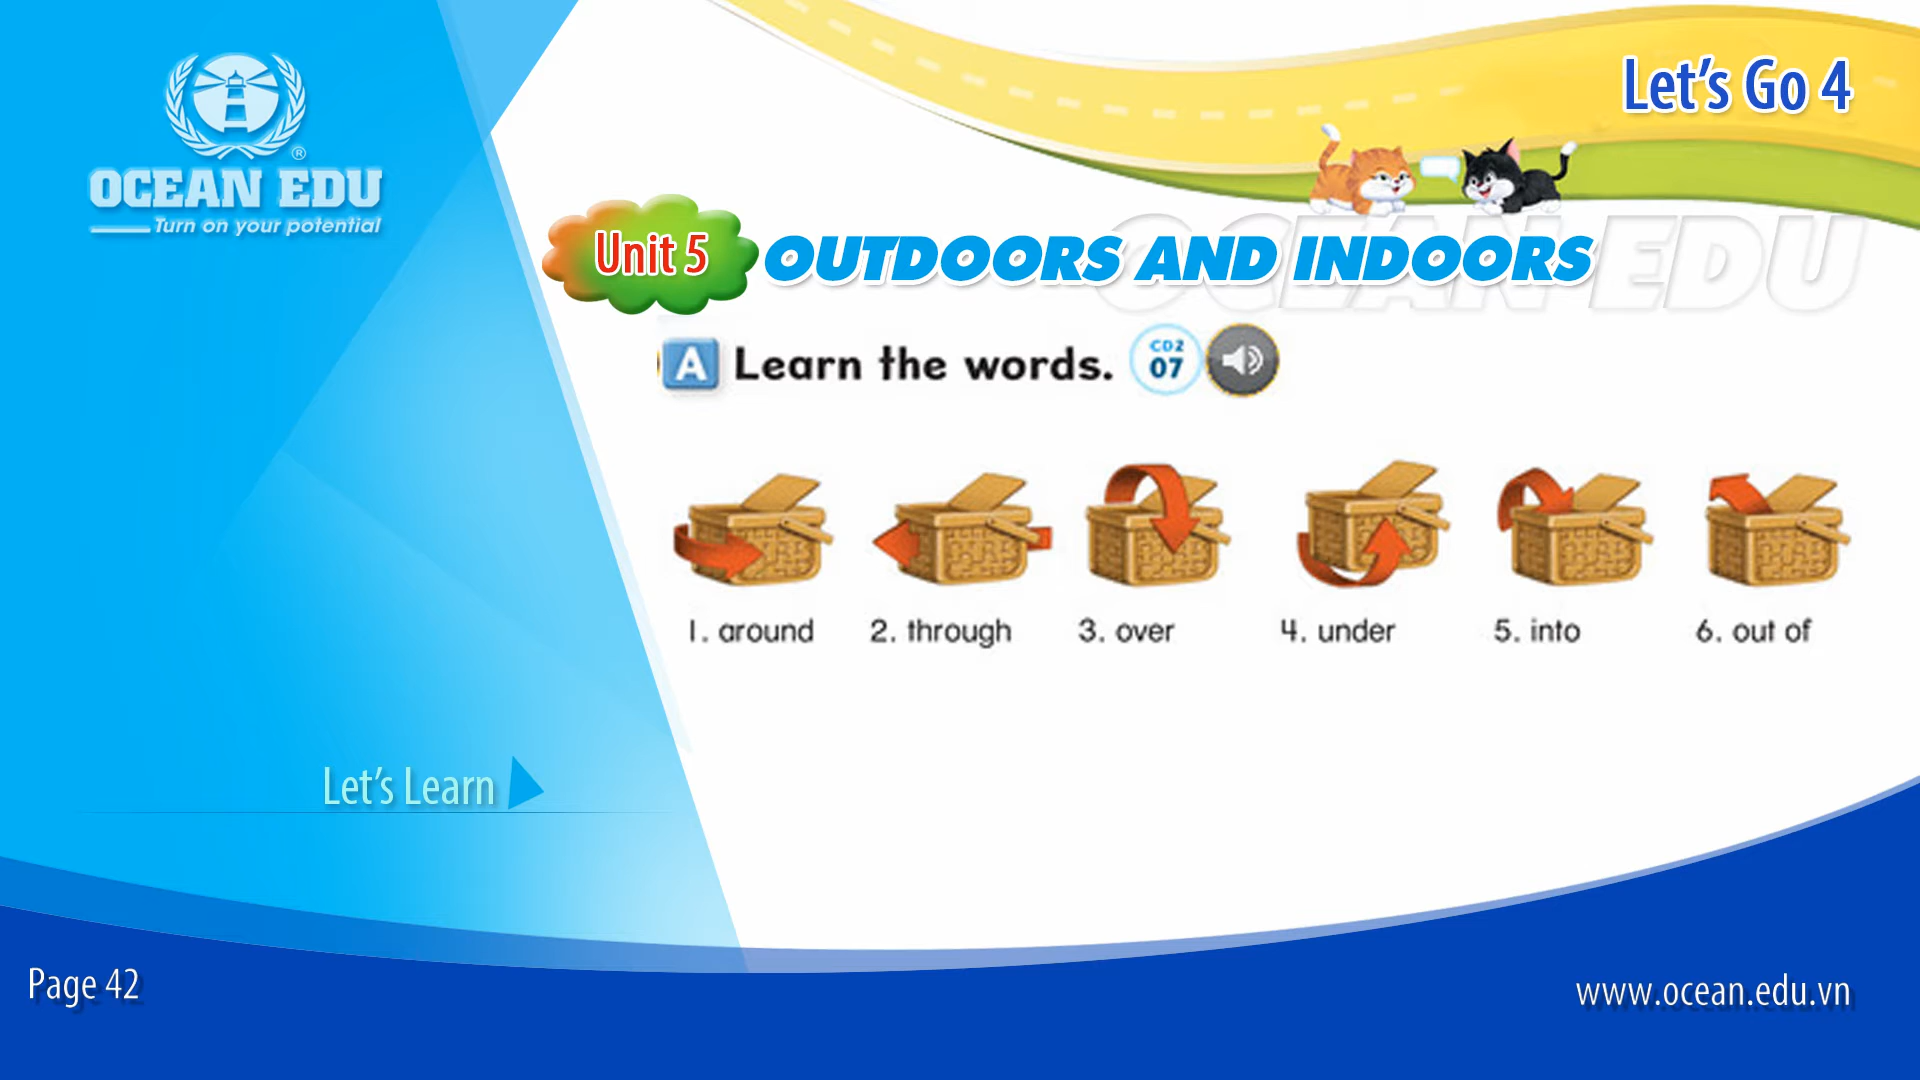 Let's Go 4
OCEAN EDU
®
Turn on your potential
OCEAN EDU
Unit 5
OUTDOORS AND INDOORS
A Learn the words. CD2 07
1. around
2. through
3. over
4. under
5. into
6. out of
Let's Learn
Page 42
www.ocean.edu.vn